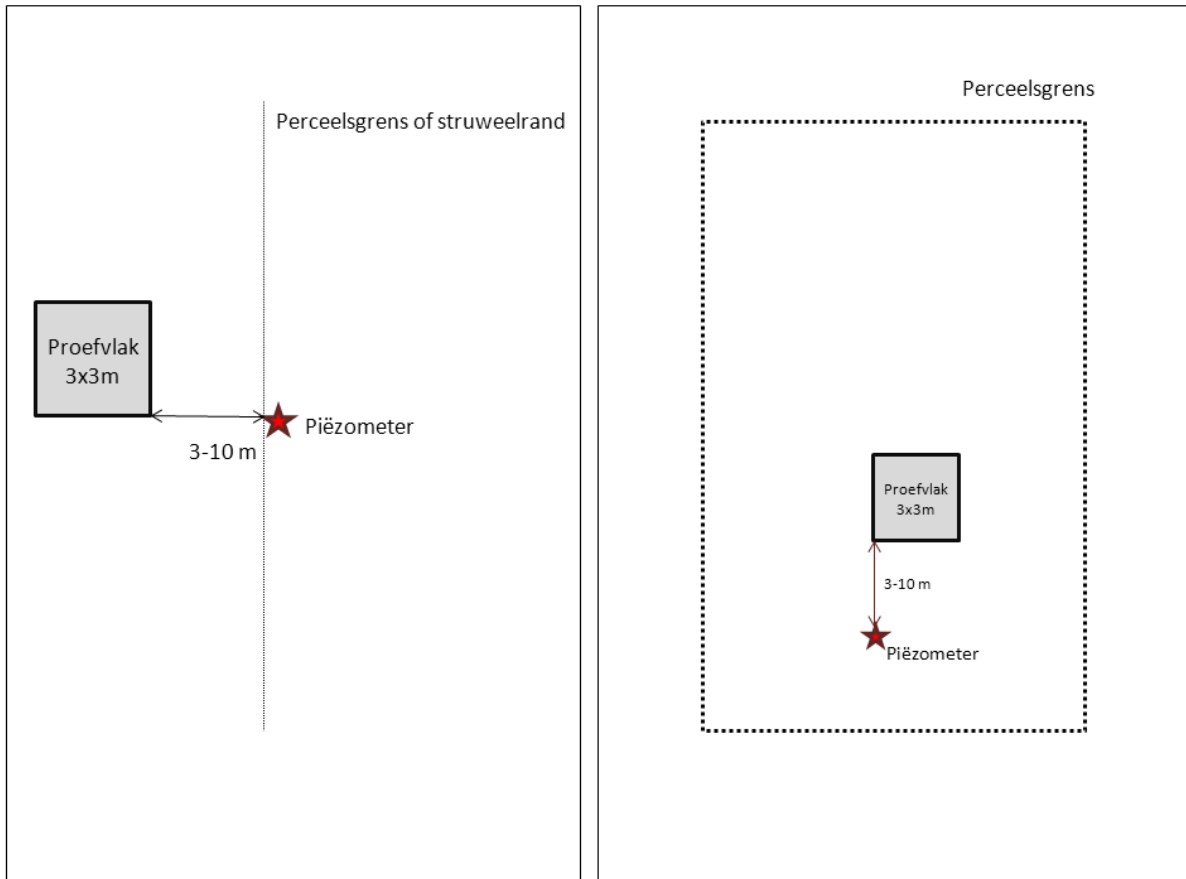 Perceelsgrens of struweelrand
Proefvlak
3x3m
3-10 m
Piëzometer
Perceelsgrens
Proefvlak
3x3m
3-10 m
Piëzometer